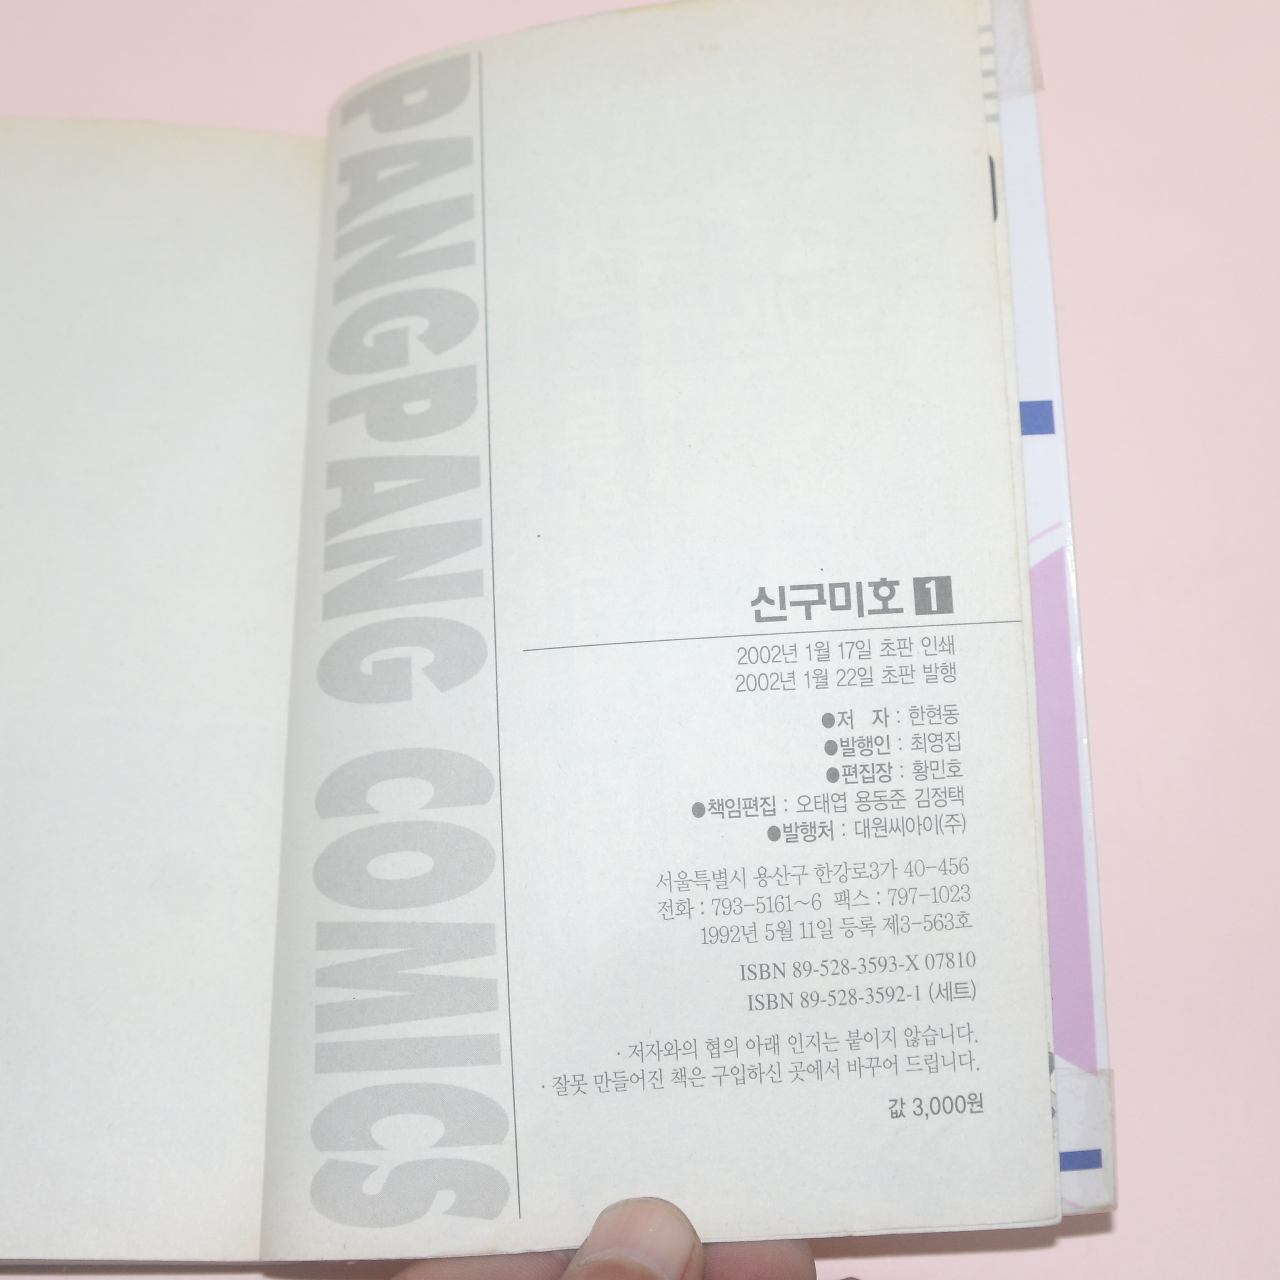 PANGPANG COMICS
신구미호 1
2002년 1월 17일 초판 인쇄
2002년 1월 22일 초판 발행
●저 자 : 한현동
●발행인 : 최영집
●편집장 : 황민호
●책임편집 : 오태엽 용동준 김정택
●발행처 : 대원씨아이(주)
서울특별시 용산구 한강로3가 40-456
전화 : 793-5161~6 팩스 : 797-1023
1992년 5월 11일 등록 제3-563호
ISBN 89-528-3593-X 07810
ISBN 89-528-3592-1 (세트)
· 저자와의 협의 아래 인지는 붙이지 않습니다.
· 잘못 만들어진 책은 구입하신 곳에서 바꾸어 드립니다.
값 3,000원